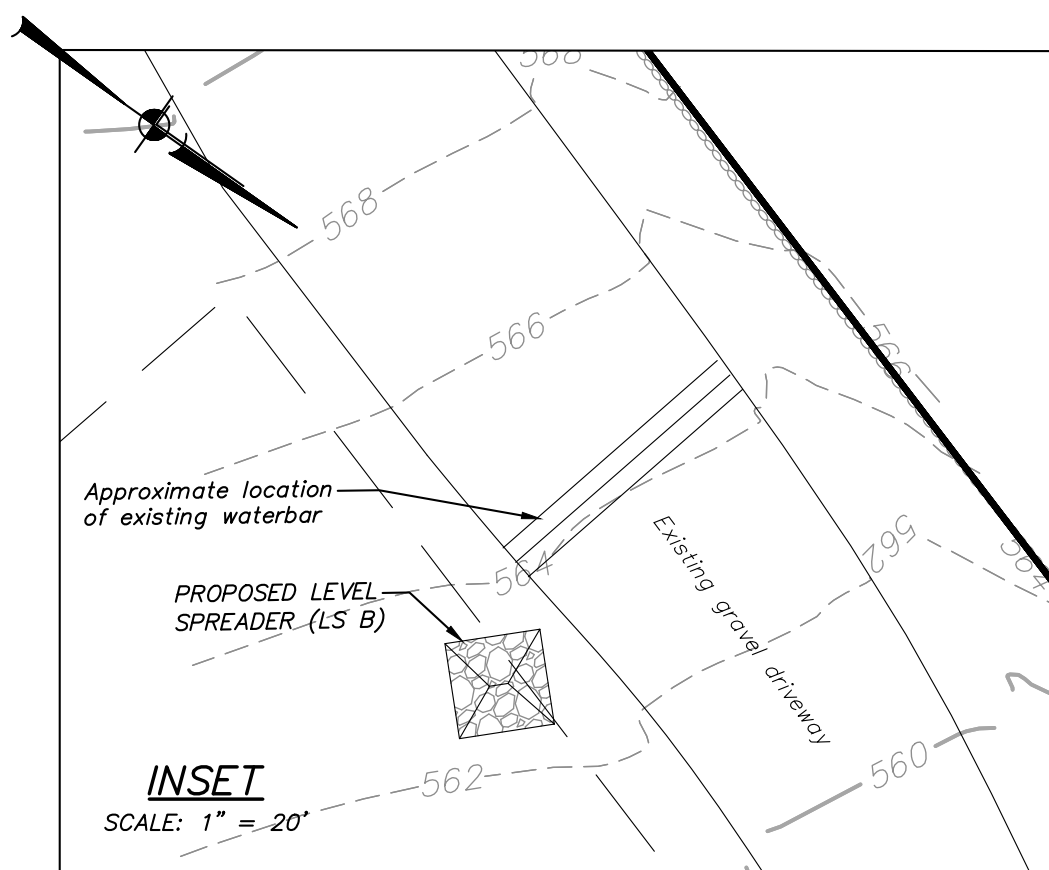 568
568
566
566
Approximate location
of existing waterbar
564
564
562
Existing gravel driveway
PROPOSED LEVEL
SPREADER (LS B)
562
560
INSET
SCALE: 1" = 20'